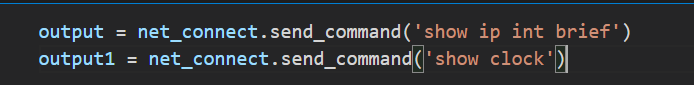 output = net_connect.send_command('show ip int brief')
output1 = net_connect.send_command('show clock')